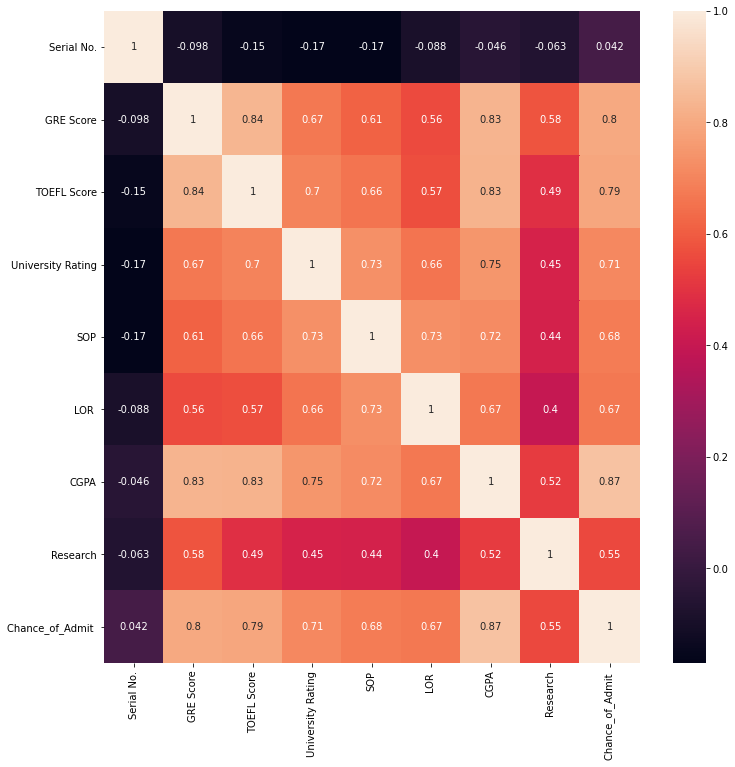 Serial No. 1 -0.098 -0.15 -0.17 -0.17 -0.088 -0.046 -0.063 0.042
GRE Score -0.098 1 0.84 0.67 0.61 0.56 0.83 0.58 0.8
TOEFL Score -0.15 0.84 1 0.7 0.66 0.57 0.83 0.49 0.79
University Rating -0.17 0.67 0.7 1 0.73 0.66 0.75 0.45 0.71
SOP -0.17 0.61 0.66 0.73 1 0.73 0.72 0.44 0.68
LOR -0.088 0.56 0.57 0.66 0.73 1 0.67 0.4 0.67
CGPA -0.046 0.83 0.83 0.75 0.72 0.67 1 0.52 0.87
Research -0.063 0.58 0.49 0.45 0.44 0.4 0.52 1 0.55
Chance_of_Admit 0.042 0.8 0.79 0.71 0.68 0.67 0.87 0.55 1
Serial No.
GRE Score
TOEFL Score
University Rating
SOP
LOR
CGPA
Research
Chance_of_Admit
1.0
0.8
0.6
0.4
0.2
0.0